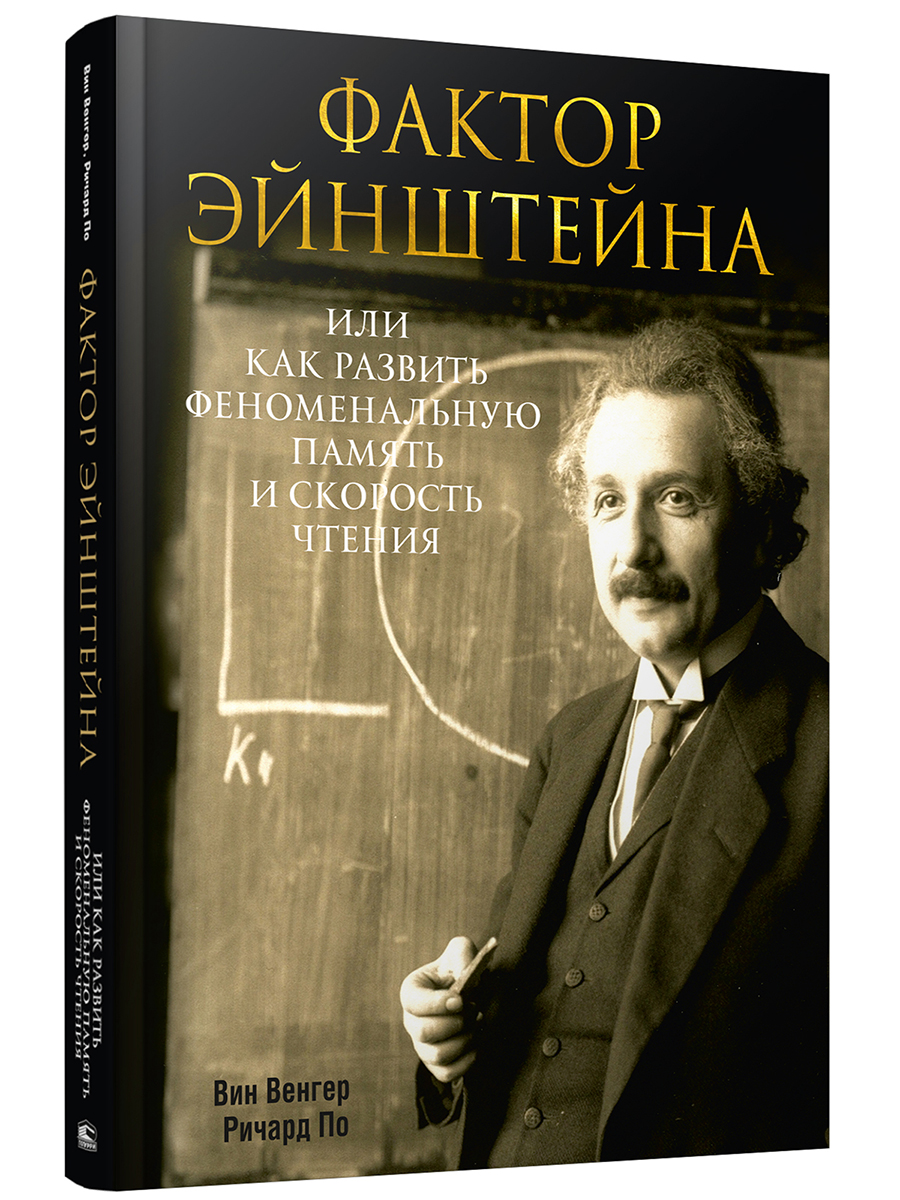 ФАКТОР
ЭЙНШТЕЙНА
ИЛИ
КАК РАЗВИТЬ
ФЕНОМЕНАЛЬНУЮ
ПАМЯТЬ
И СКОРОСТЬ
ЧТЕНИЯ
Кч
Вин Венгер
Ричард По
Вин Венгер, Ричард По
ФАКТОР ЭЙНШТЕЙНА
ИЛИ КАК РАЗВИТЬ
ФЕНОМЕНАЛЬНУЮ ПАМЯТЬ
И СКОРОСТЬ ЧТЕНИЯ